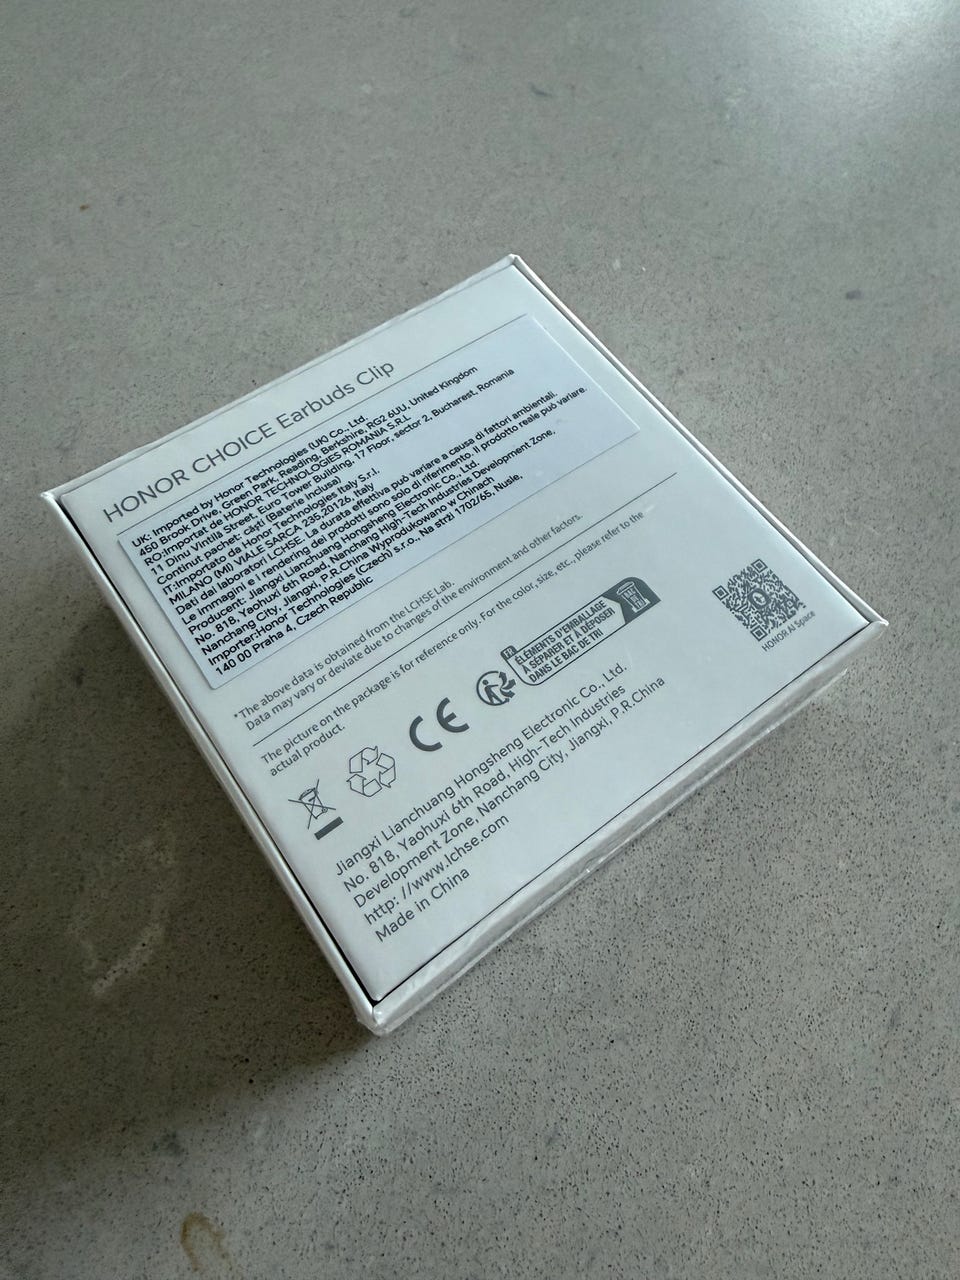 HONOR CHOICE Earbuds Clip
UK: Imported by Honor Technologies (UK) Co., Ltd.
450 Brook Drive, Green Park, Reading, Berkshire, RG2 6UU, United Kingdom
RO:Importat de HONOR TECHNOLOGIES ROMANIA S.R.L
11 Dinu Vintila Street, Euro Tower Building, 17 Floor, sector 2, Bucharest, Romania
Continut pachet: căști (Baterie inclusa)
IT:Importato da Honor Technologies Italy S.r.l.
MILANO (MI) VIALE SARCA 235,20126, Italy
Dati dai laboratori LCHSE. La durata effettiva può variare a causa di fattori ambientali.
Le immagini e i rendering dei prodotti sono solo di riferimento. Il prodotto reale può variare.
Producent: Jiangxi Lianchuang Hongsheng Electronic Co., Ltd.
No. 818, Yaohuxi 6th Road, Nanchang High-Tech Industries Development Zone,
Nanchang City, Jiangxi, P.R.China Wyprodukowano w Chinach
Importer:Honor Technologies (Czech) s.r.o., Na strži 1702/65, Nusle,
140 00 Praha 4, Czech Republic
*The above data is obtained from the LCHSE Lab.
Data may vary or deviate due to changes of the environment and other factors.
The picture on the package is for reference only. For the color, size, etc., please refer to the
actual product.
CE
FR
ÉLÉMENTS D'EMBALLAGE
À SÉPARER ET À DÉPOSER
DANS LE BAC DE TRI
BAC DE TRI
HONOR AI Space
Jiangxi Lianchuang Hongsheng Electronic Co., Ltd.
No. 818, Yaohuxi 6th Road, High-Tech Industries
Development Zone, Nanchang City, Jiangxi, P.R.China
http: //www.lchse.com
Made in China